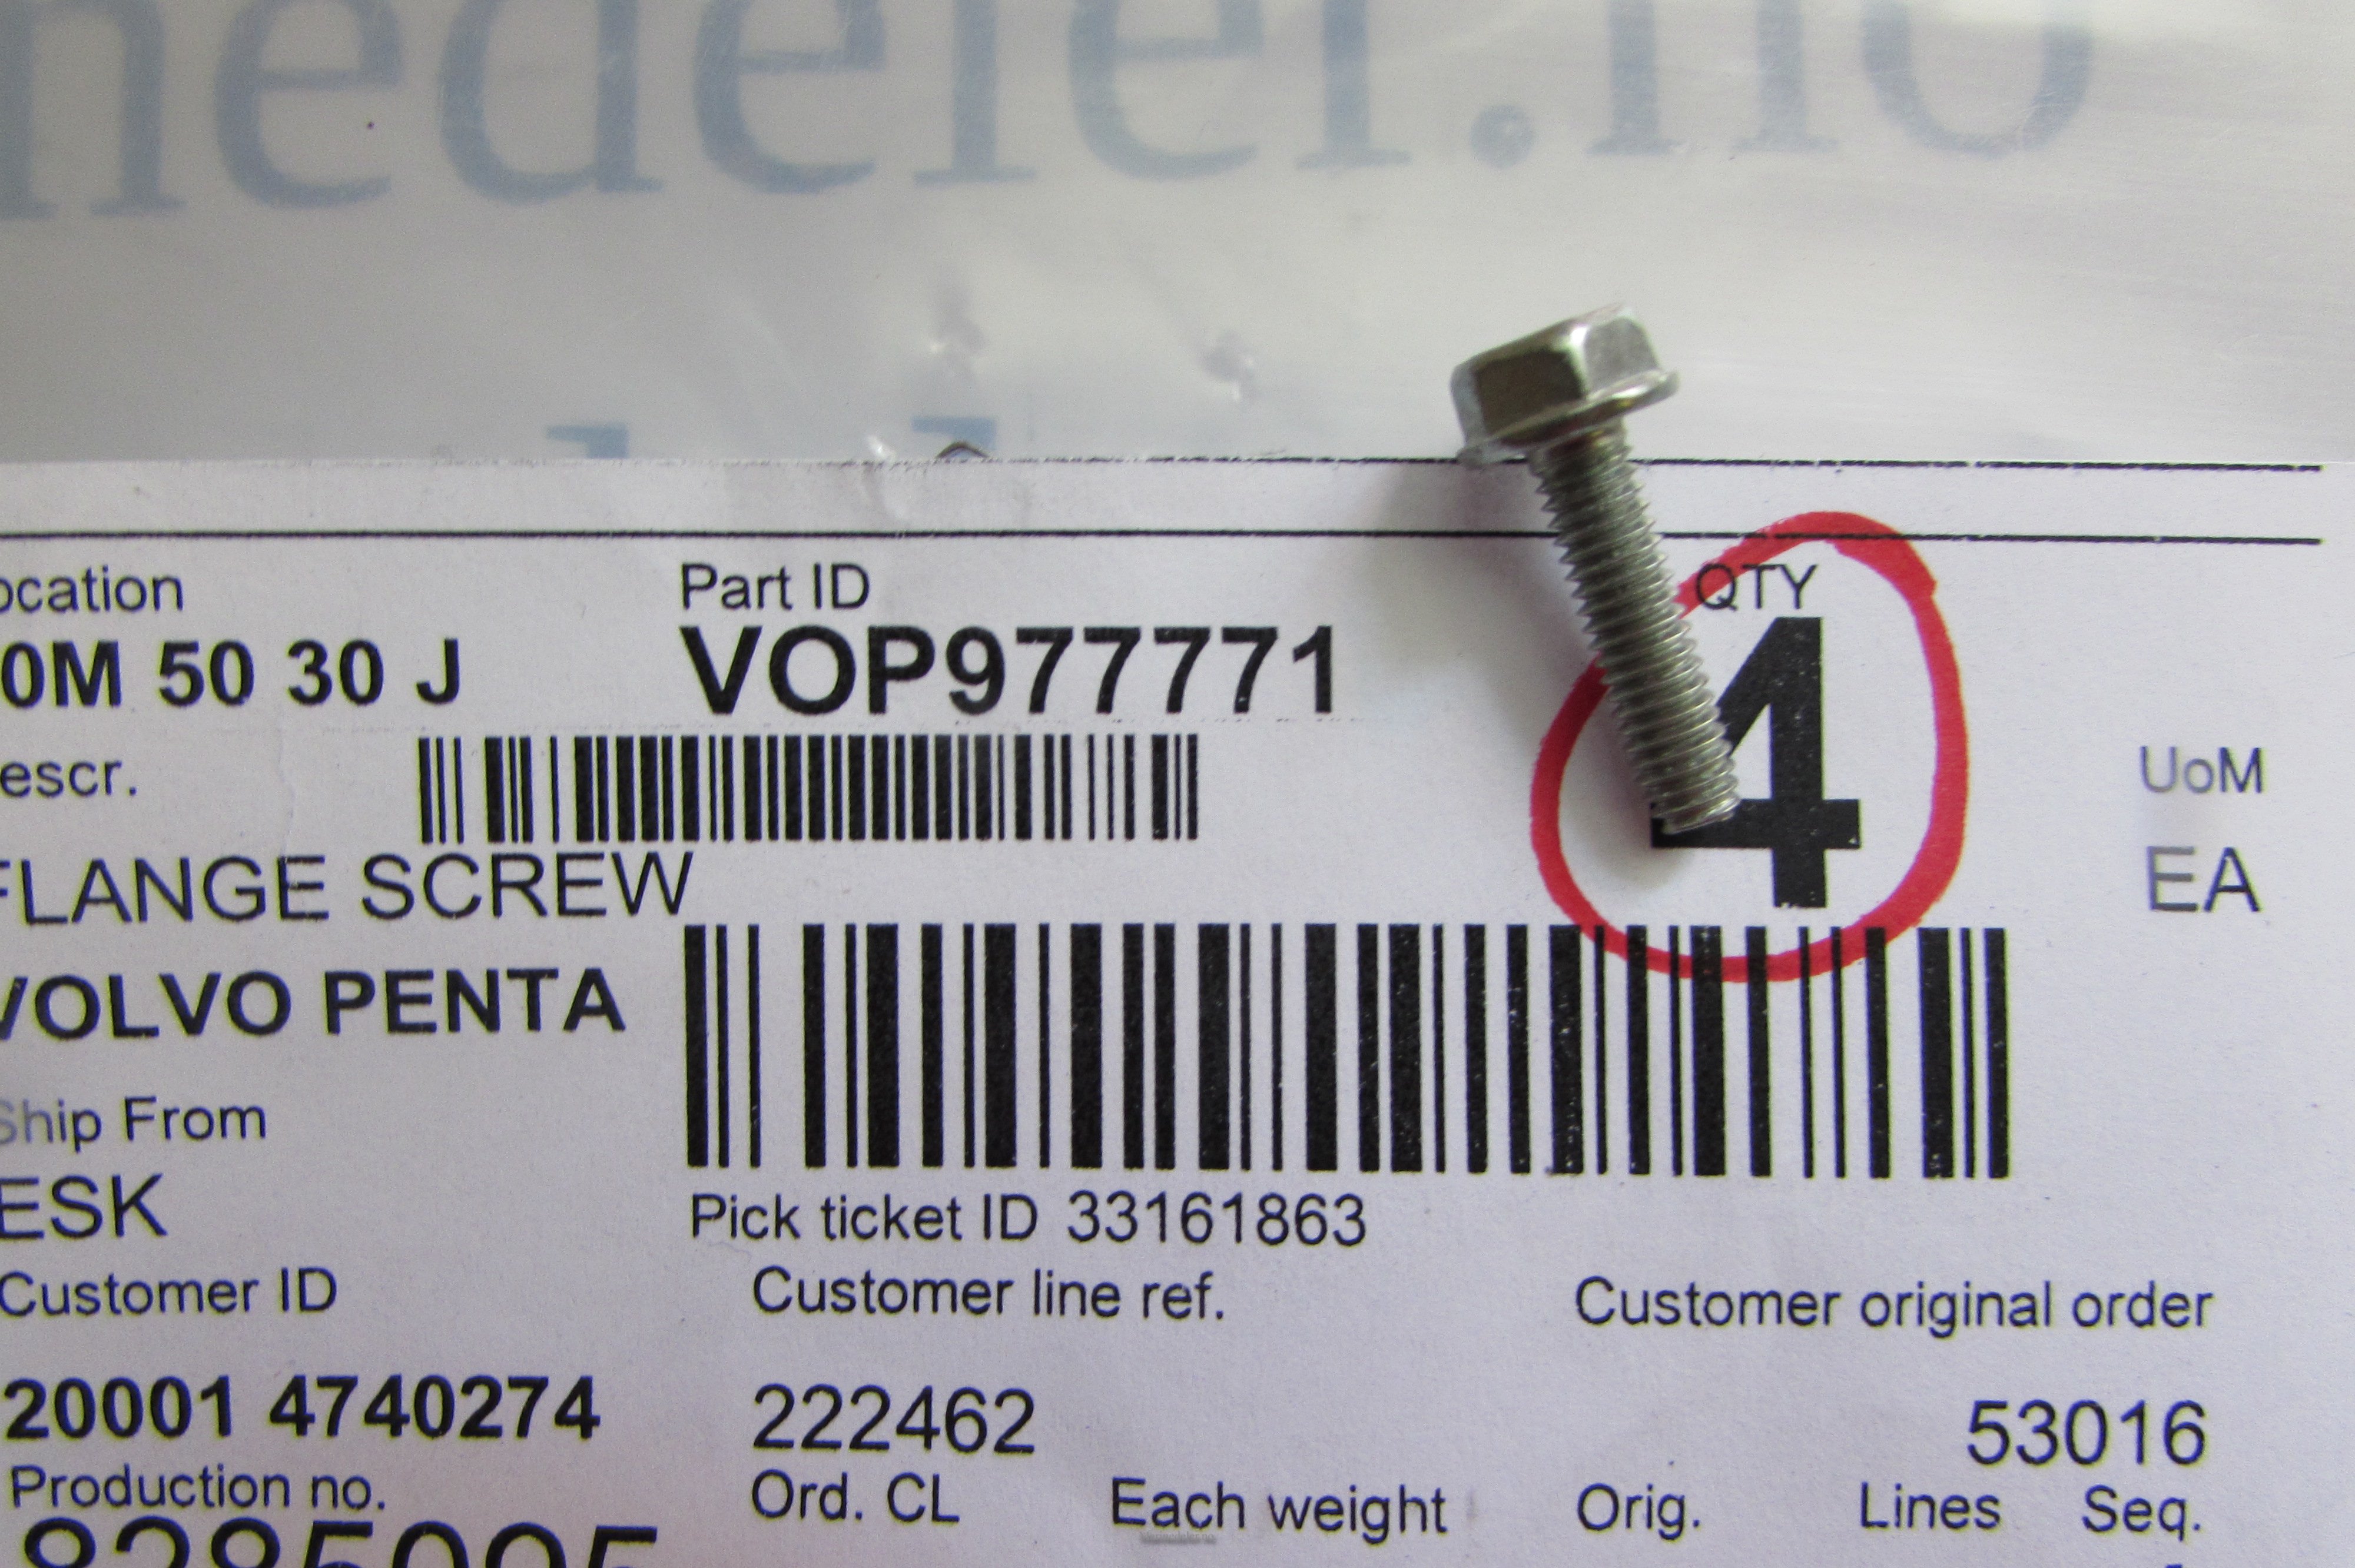 Part ID
QTY
0M 50 30 J
VOP977771
4
UoM
FLANGE SCREW
EA
VOLVO PENTA
Ship From
ESK
Pick ticket ID 33161863
Customer ID
Customer line ref.
Customer original order
20001 4740274
222462
53016
Production no.
Ord. CL
Each weight
Orig.
Lines
Seq.